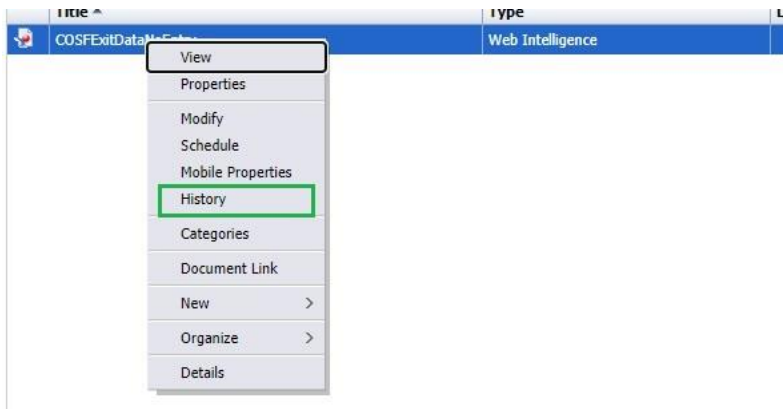 Title Type
COSFExitData Web Intelligence
View
Properties
Modify
Schedule
Mobile Properties
History
Categories
Document Link
New >
Organize >
Details